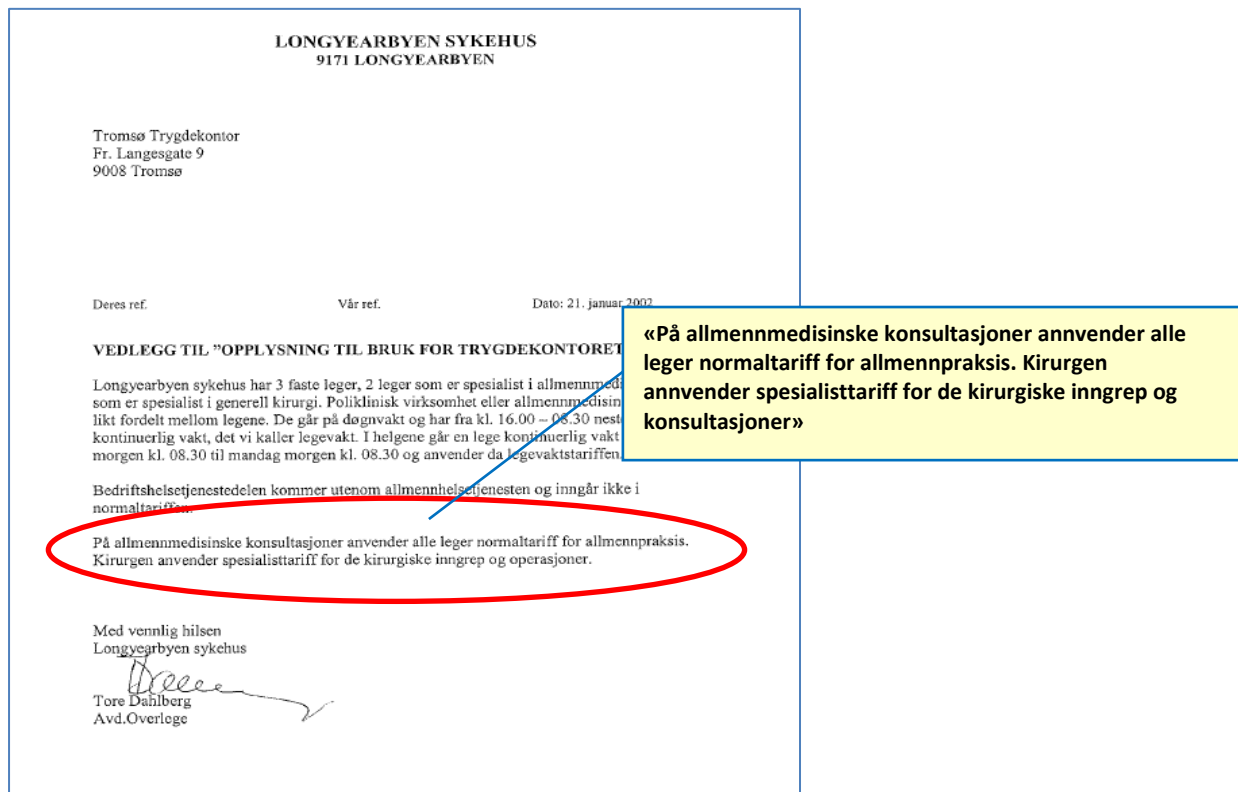 LONGYEARBYEN SYKEHUS
9171 LONGYEARBYEN
Tromsø Trygdekontor
Fr. Langesgate 9
9008 Tromsø
Deres ref. Vår ref. Dato: 21. januar 2002
VEDLEGG TIL ”OPPLYSNING TIL BRUK FOR TRYGDEKONTORET
Longyearbyen sykehus har 3 faste leger, 2 leger som er spesialist i allmennmedi
som er spesialist i generell kirurgi. Poliklinisk virksomhet eller allmennmedisin
likt fordelt mellom legene. De går på døgnvakt og har fra kl. 16.00 – 08.30 neste
kontinuerlig vakt, det vi kaller legevakt. I helgene går en lege kontinuerlig vakt
morgen kl. 08.30 til mandag morgen kl. 08.30 og anvender da legevaktstariffen.
Bedriftshelsetjenestedelen kommer utenom allmennhelsetjenesten og inngår ikke i
normaltariffen.
På allmennmedisinske konsultasjoner anvender alle leger normaltariff for allmennpraksis.
Kirurgen anvender spesialisttariff for de kirurgiske inngrep og operasjoner.
Med vennlig hilsen
Longyearbyen sykehus
Tore Dahlberg
Avd.Overlege
«På allmennmedisinske konsultasjoner annvender alle
leger normaltariff for allmennpraksis. Kirurgen
annvender spesialisttariff for de kirurgiske inngrep og
konsultasjoner»